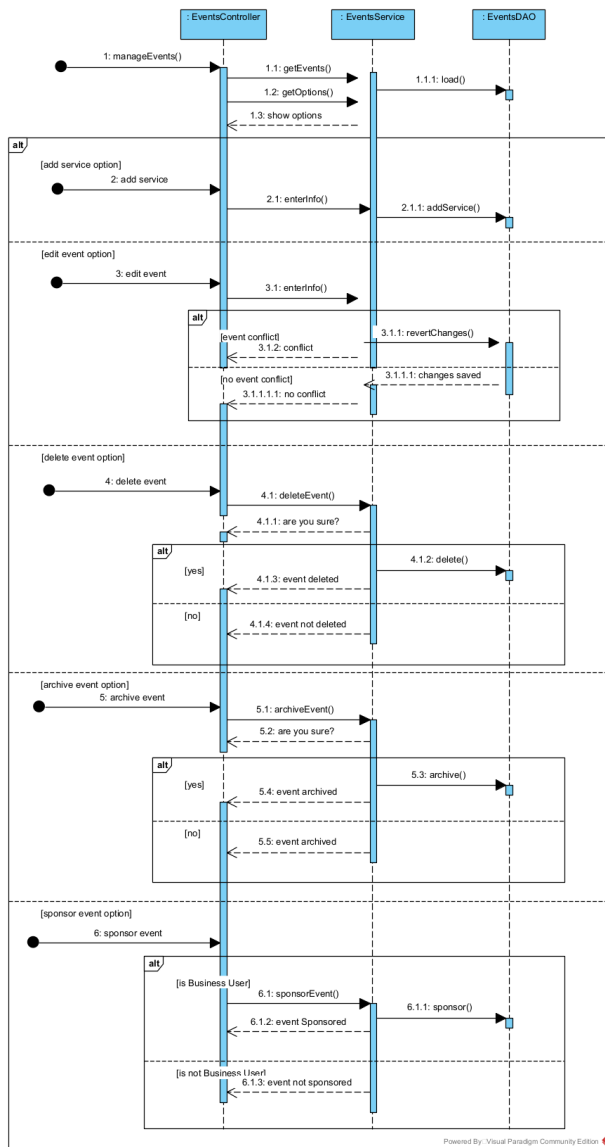 : EventsController
: EventsService
: EventsDAO
1: manageEvents()
1.1: getEvents()
1.1.1: load()
1.2: getOptions()
1.3: show options
alt
[add service option]
2: add service
2.1: enterInfo()
2.1.1: addService()
[edit event option]
3: edit event
3.1: enterInfo()
alt
[event conflict]
3.1.1: revertChanges()
3.1.2: conflict
[no event conflict]
3.1.1.1: changes saved
3.1.1.1.1: no conflict
[delete event option]
4: delete event
4.1: deleteEvent()
4.1.1: are you sure?
alt
[yes]
4.1.2: delete()
4.1.3: event deleted
[no]
4.1.4: event not deleted
[archive event option]
5: archive event
5.1: archiveEvent()
5.2: are you sure?
alt
[yes]
5.3: archive()
5.4: event archived
[no]
5.5: event archived
[sponsor event option]
6: sponsor event
alt
[is Business User]
6.1: sponsorEvent()
6.1.1: sponsor()
6.1.2: event Sponsored
[is not Business User]
6.1.3: event not sponsored
Powered By: Visual Paradigm Community Edition